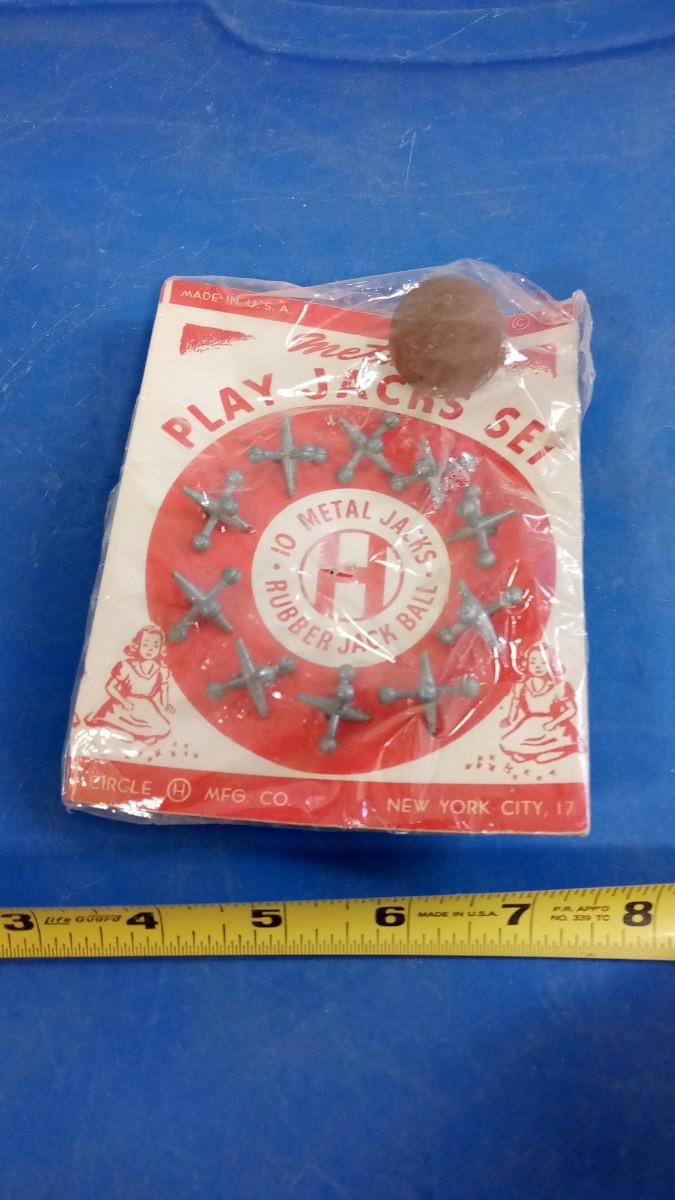 MADE IN U.S.A.
©
PLAY JACKS SET
10 METAL JACKS
H
RUBBER JACK BALL
CIRCLE H MFG. CO.
NEW YORK CITY, 17
3 Life Guard 4 5 6 MADE IN U.S.A. 7 P.R. APP'D 8
NO. 339 TC